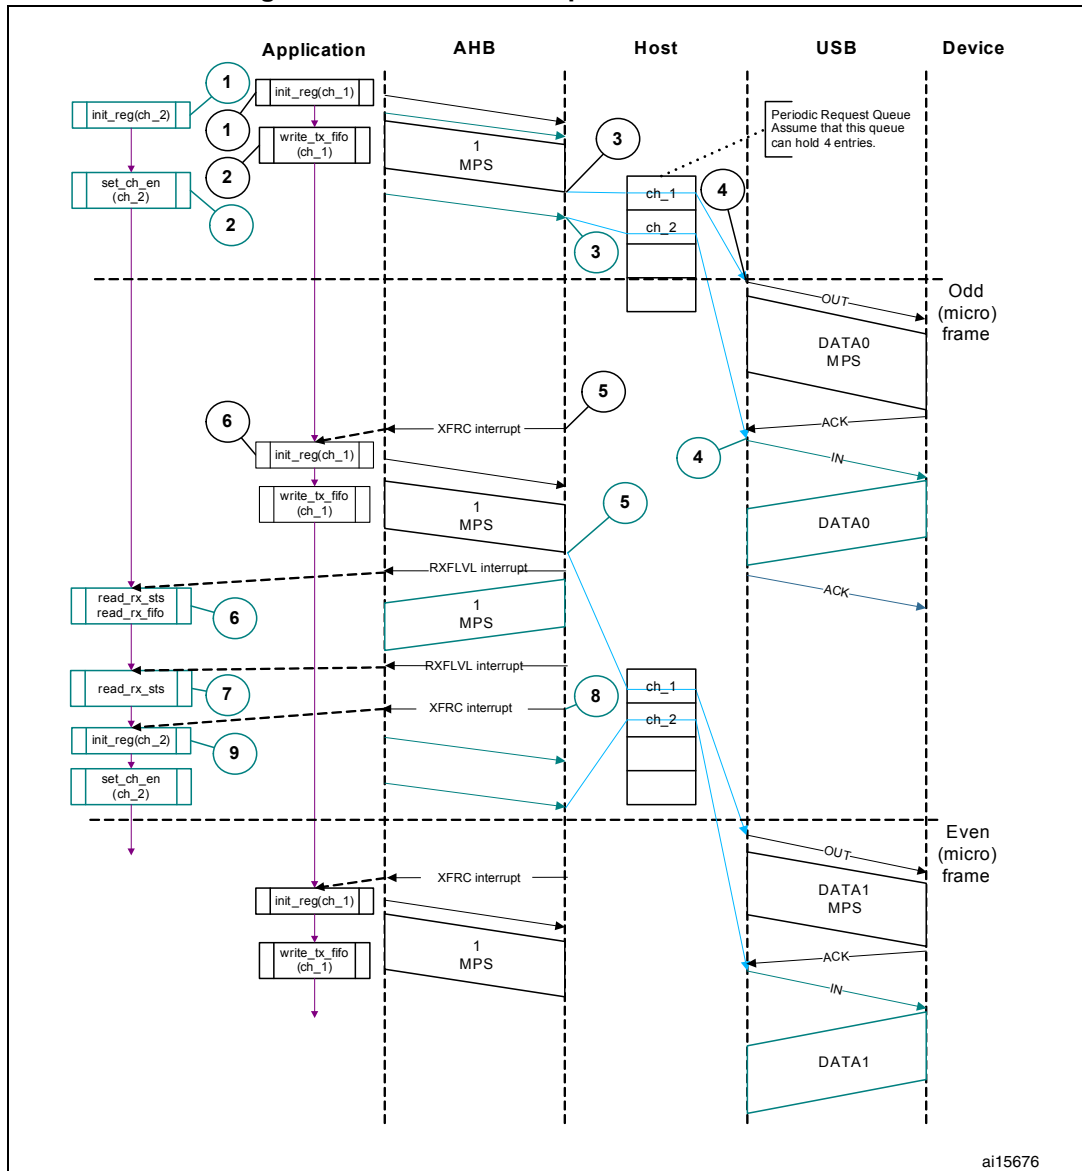 Application
AHB
Host
USB
Device
1
init_reg(ch_1)
init_reg(ch_2)
1
Periodic Request Queue
Assume that this queue
can hold 4 entries.
write_tx_fifo
(ch_1)
1
MPS
3
2
set_ch_en
(ch_2)
ch_1
4
2
ch_2
3
Odd
(micro)
frame
OUT
DATA0
MPS
5
6
XFRC interrupt
ACK
init_reg(ch_1)
4
IN
write_tx_fifo
(ch_1)
1
MPS
5
DATA0
RXFLVL interrupt
ACK
read_rx_sts
read_rx_fifo
6
1
MPS
RXFLVL interrupt
read_rx_sts
7
ch_1
8
XFRC interrupt
ch_2
init_reg(ch_2)
9
set_ch_en
(ch_2)
Even
(micro)
frame
OUT
XFRC interrupt
init_reg(ch_1)
DATA1
MPS
write_tx_fifo
(ch_1)
1
MPS
ACK
IN
DATA1
ai15676